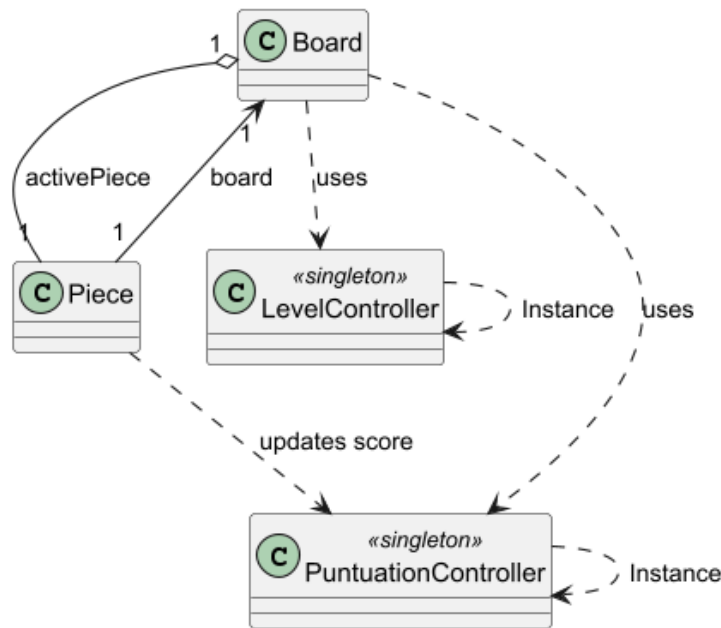 1
C Board
activePiece
1
board
uses
1
1
C Piece
C «singleton»
LevelController
Instance
uses
updates score
C «singleton»
PuntuationController
Instance